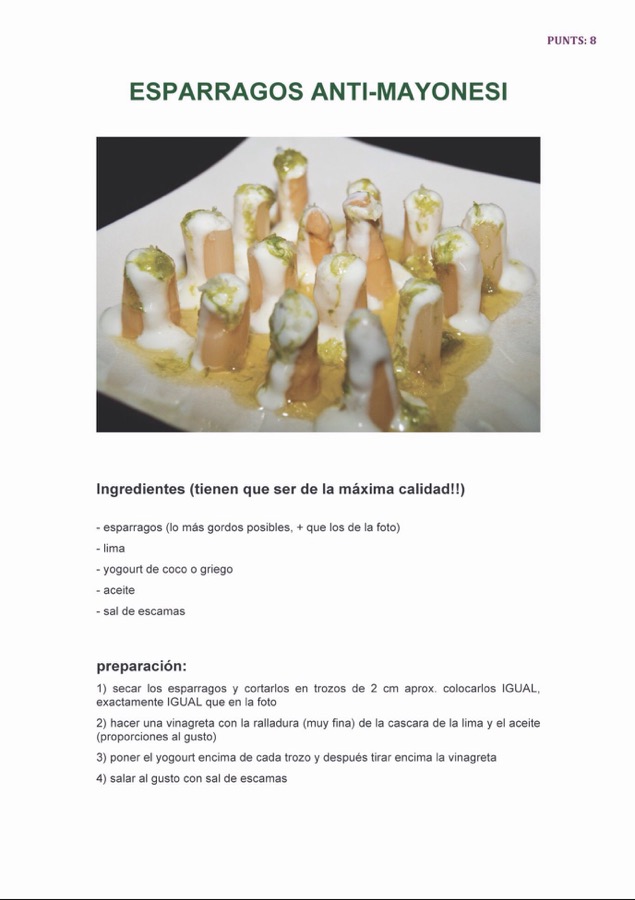 PUNTS: 8
ESPARRAGOS ANTI-MAYONESI
Ingredientes (tienen que ser de la máxima calidad!!)
- esparragos (lo más gordos posibles, + que los de la foto)
- lima
- yogourt de coco o griego
- aceite
- sal de escamas
preparación:
1) secar los esparragos y cortarlos en trozos de 2 cm aprox. colocarlos IGUAL,
exactamente IGUAL que en la foto
2) hacer una vinagreta con la ralladura (muy fina) de la cascara de la lima y el aceite
(proporciones al gusto)
3) poner el yogourt encima de cada trozo y después tirar encima la vinagreta
4) salar al gusto con sal de escamas